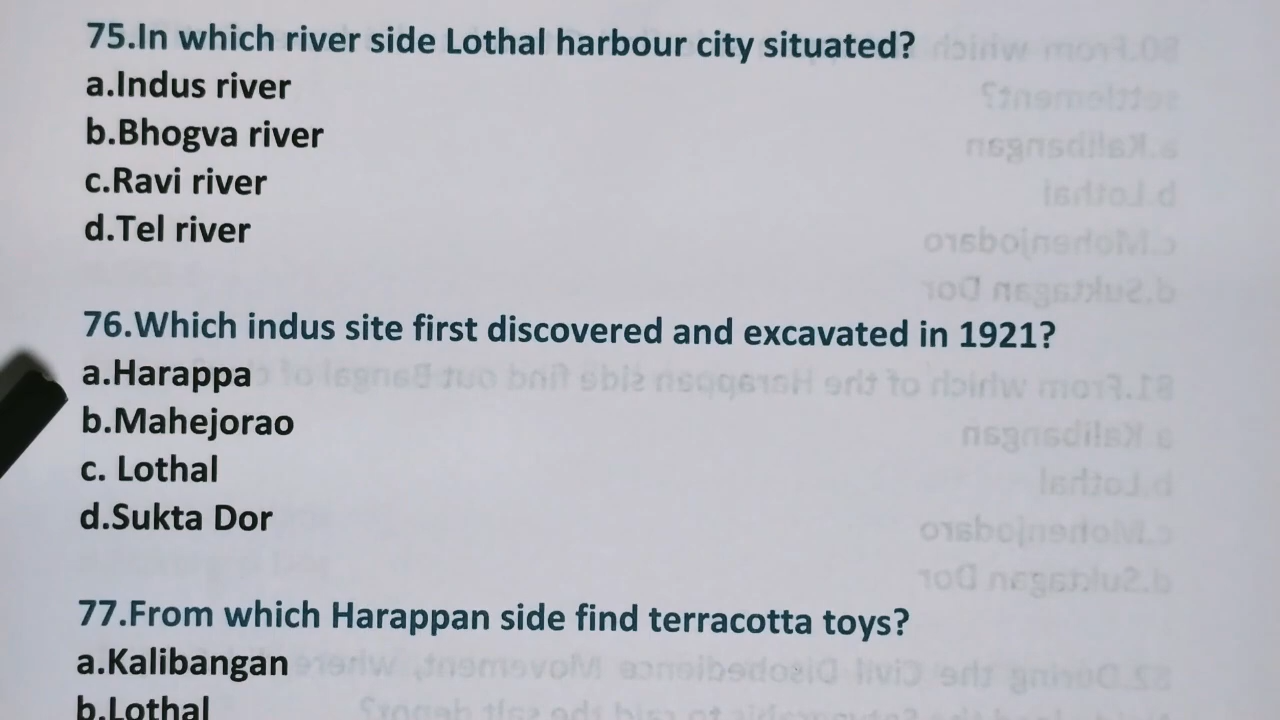 75.In which river side Lothal harbour city situated?
a.Indus river
b.Bhogva river
c.Ravi river
d.Tel river
76.Which indus site first discovered and excavated in 1921?
a.Harappa
b.Mahejorao
c. Lothal
d.Sukta Dor
77.From which Harappan side find terracotta toys?
a.Kalibangan
b.Lothal